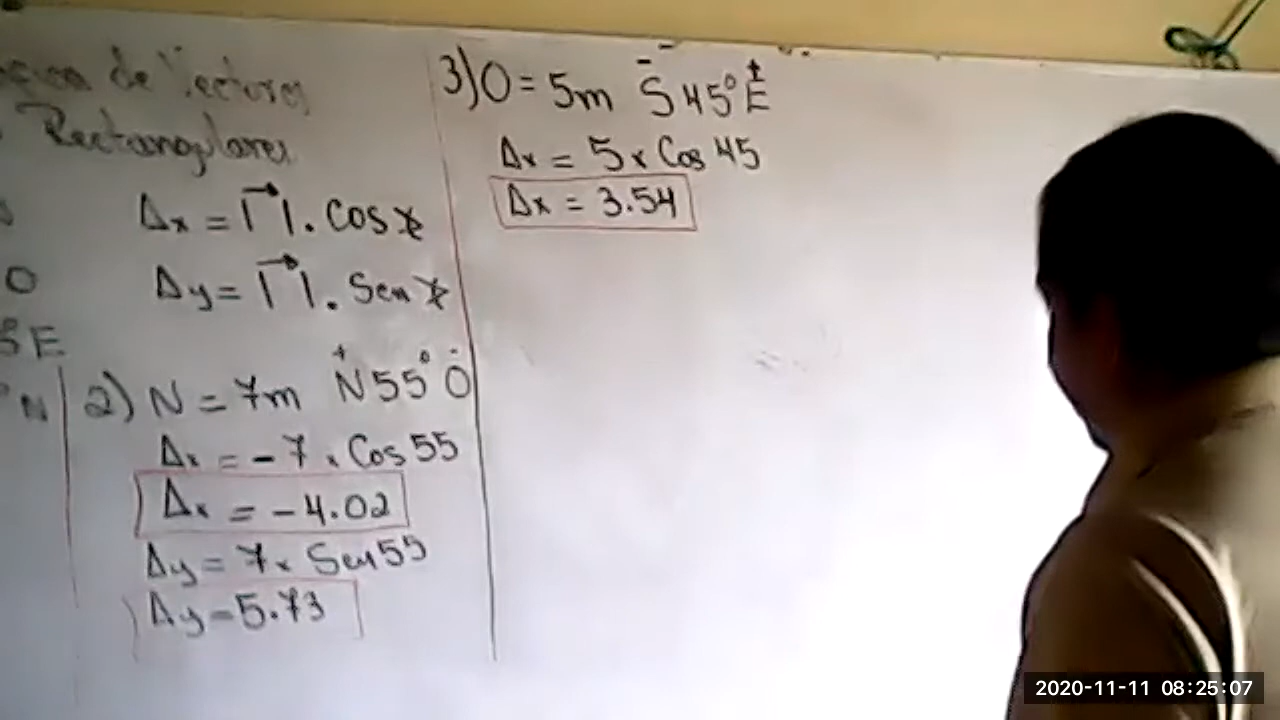 de Vectores
Rectangulares
Δx = |→|. Cos ∡
Δy = |→|. Sen ∡
O
E
N
2) N = 7m N55°O
+ -
Δx = -7 x Cos 55
Δx = -4.02
Δy = 7 x Sen 55
Δy = 5.73
3) O = 5m S45°E
- +
Δx = 5 x Cos 45
Δx = 3.54
2020-11-11 08:25:07